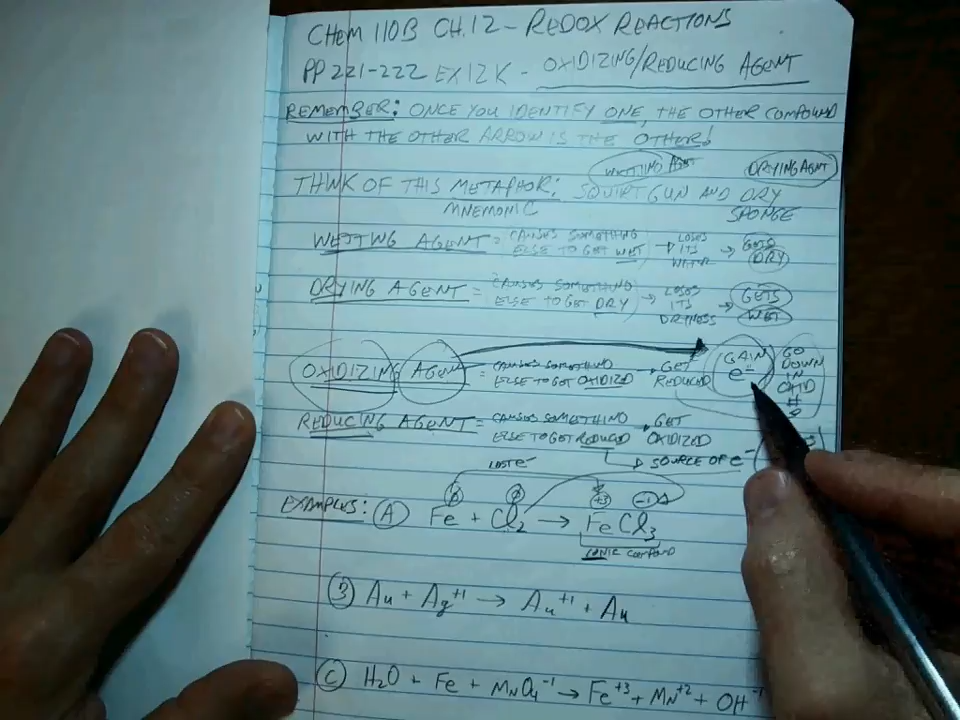 CHEM 110B CH.12 - REDOX REACTIONS
PP 221-222 EX12K - OXIDIZING/REDUCING AGENT
REMEMBER: ONCE YOU IDENTIFY ONE, THE OTHER COMPOUND
WITH THE OTHER ARROW IS THE OTHER!
WETTING AGENT DRYING AGENT
THINK OF THIS METAPHOR: SQUIRT GUN AND DRY
MNEMONIC SPONGE
WETTING AGENT = CAUSES SOMETHING ELSE TO GET WET → LOSES ITS WATER → GETS DRY
DRYING AGENT = CAUSES SOMETHING ELSE TO GET DRY → LOSES ITS DRYNESS → GETS WET
OXIDIZING AGENT = CAUSES SOMETHING ELSE TO GET OXIDIZED → GET REDUCED GAIN e- GO DOWN IN OXID #
REDUCING AGENT = CAUSES SOMETHING ELSE TO GET REDUCED → GET OXIDIZED
→ SOURCE OF e-
LOST e-
0 0 +3 -1
EXAMPLES: (A) Fe + Cl2 → FeCl3
IONIC COMPOUND
(B) Au + Ag+1 → Au+1 + Au
(C) H2O + Fe + MnO4-1 → Fe+3 + Mn+2 + OH-1